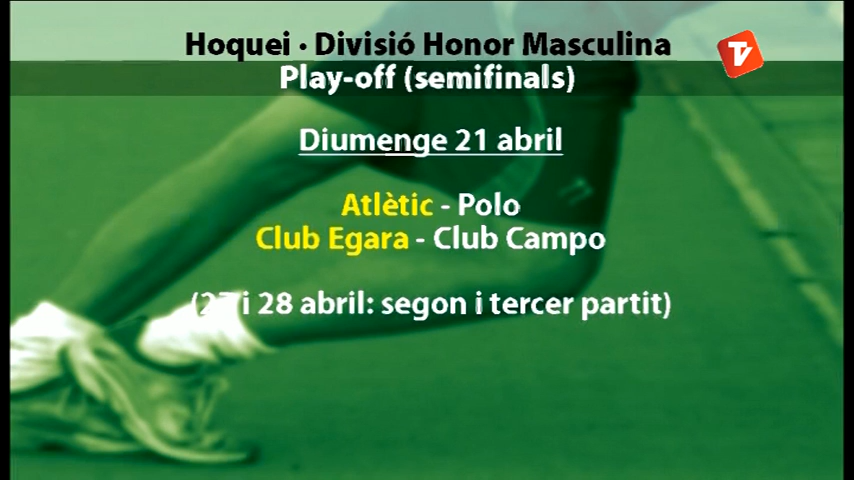 Hoquei • Divisió Honor Masculina
TV
Play-off (semifinals)
Diumenge 21 abril
Atlètic - Polo
Club Egara - Club Campo
(27 i 28 abril: segon i tercer partit)